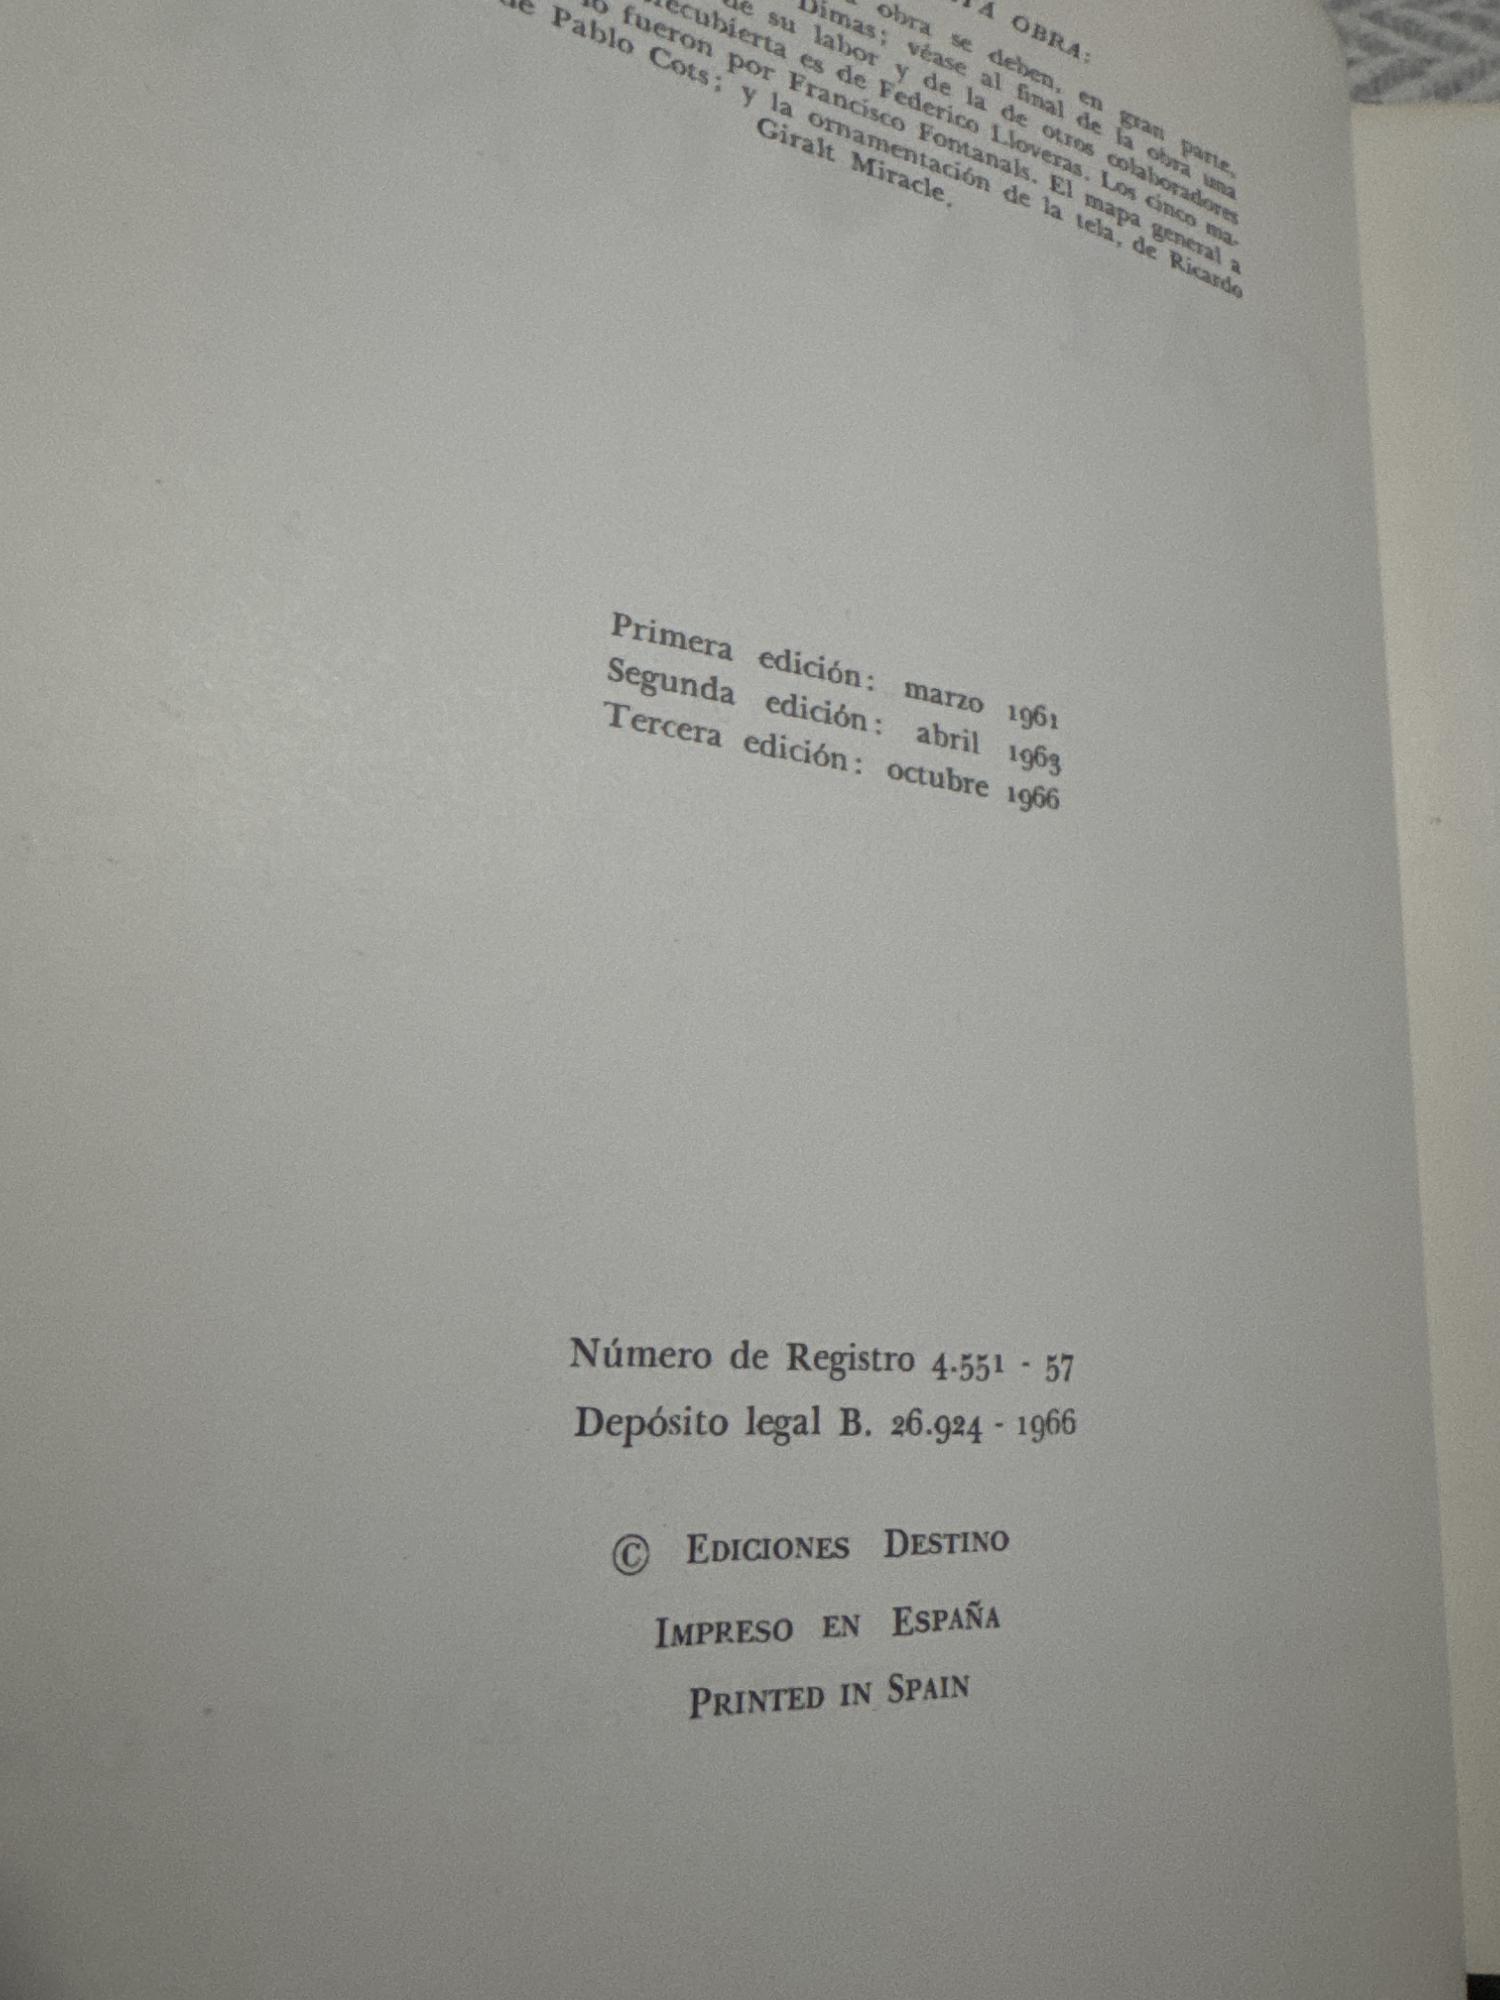 OBRA:
obra se deben, en gran parte,
Dimas; véase al final de la obra una
de su labor y de la de otros colaboradores
es de Federico Lloveras. Los cinco ma-
fueron por Francisco Fontanals. El mapa general a
de Pablo Cots; y la ornamentación de la tela, de Ricardo
Giralt Miracle.
Primera edición: marzo 1961
Segunda edición: abril 1963
Tercera edición: octubre 1966
Número de Registro 4.551 - 57
Depósito legal B. 26.924 - 1966
© EDICIONES DESTINO
IMPRESO EN ESPAÑA
PRINTED IN SPAIN